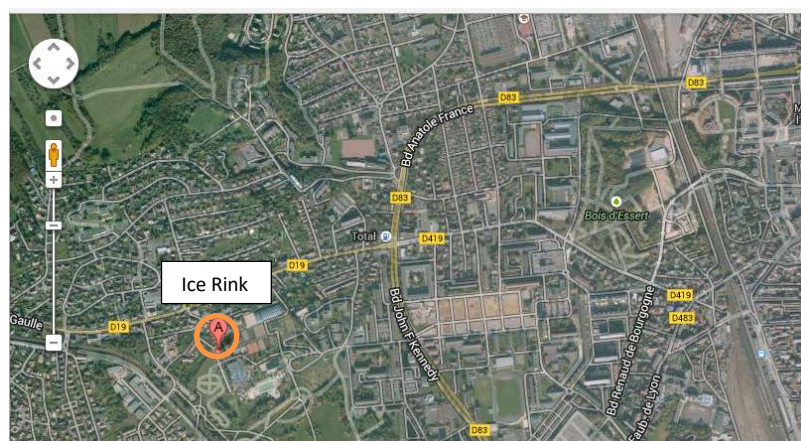 D83
D83
Bd Anatole France
D83
Bois d'Essert
Total
D419
D19
Ice Rink
D419
Gaulle
D19
A
D483
Bd John F Kennedy
Bd Renaud de Bourgogne
Faub. de Lyon
D83